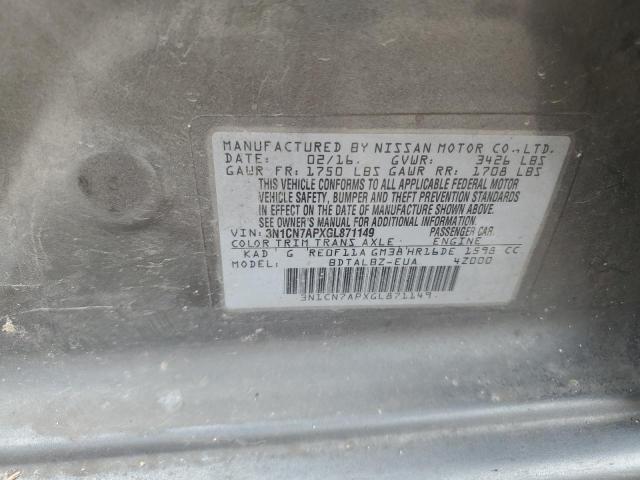 MANUFACTURED BY NISSAN MOTOR CO.,LTD.
DATE: 02/16. GVWR: 3426 LBS
GAWR FR: 1750 LBS GAWR RR: 1708 LBS
THIS VEHICLE CONFORMS TO ALL APPLICABLE FEDERAL MOTOR
VEHICLE SAFETY, BUMPER AND THEFT PREVENTION STANDARDS
IN EFFECT ON THE DATE OF MANUFACTURE SHOWN ABOVE.
SEE OWNER'S MANUAL FOR ADDITIONAL INFORMATION
VIN: 3N1CN7APXGL871149 PASSENGER CAR.
COLOR TRIM TRANS AXLE ENGINE
KAD G RE0F11A GM38 HR16DE 1598 CC
MODEL: BDTALBZ-EUA 4Z000
3N1CN7APXGL871149.